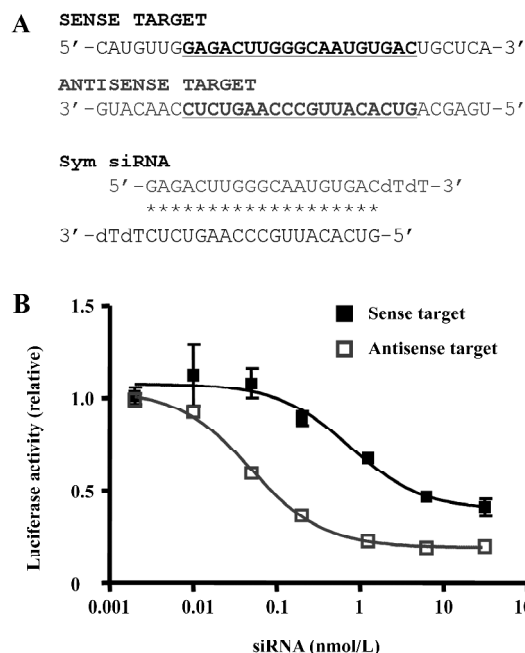 A
SENSE TARGET
5′-CAUGUUGGAGACUUGGGCAAUGUGACUGCUCA-3′
ANTISENSE TARGET
3′-GUACAACCUCUGAACCCGUUACACUGACGAGU-5′
Sym siRNA
5′-GAGACUUGGGCAAUGUGACdTdT-3′
*******************
3′-dTdTCUCUGAACCCGUUACACUG-5′
B
1.5
1.0
0.5
0
Luciferase activity (relative)
Sense target
Antisense target
0.001 0.01 0.1 1 10
siRNA (nmol/L)